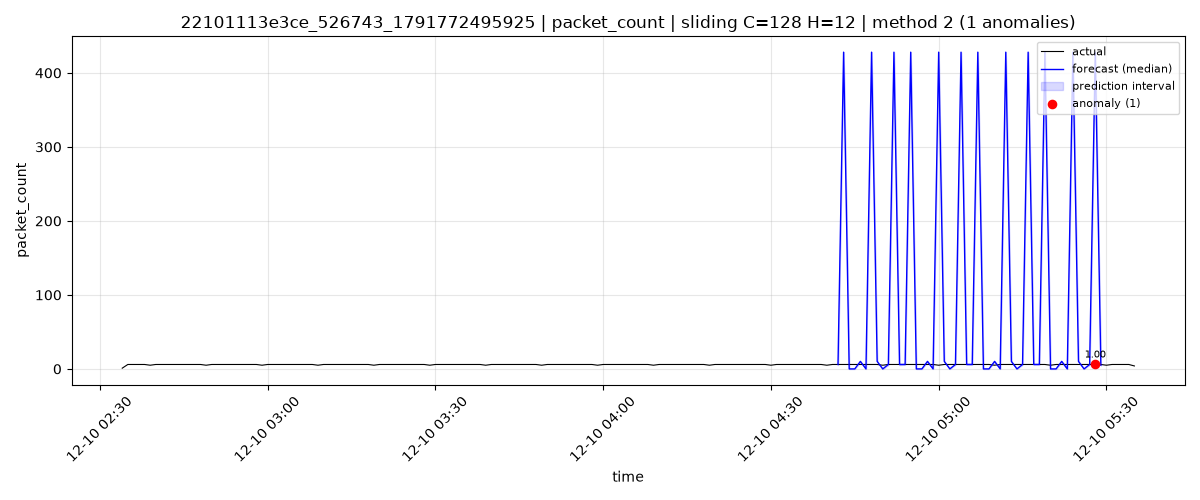 22101113e3ce_526743_1791772495925 | packet_count | sliding C=128 H=12 | method 2 (1 anomalies)
actual
forecast (median)
prediction interval
anomaly (1)
packet_count
400
300
200
100
0
1.00
12-10 02:30
12-10 03:00
12-10 03:30
12-10 04:00
12-10 04:30
12-10 05:00
12-10 05:30
time